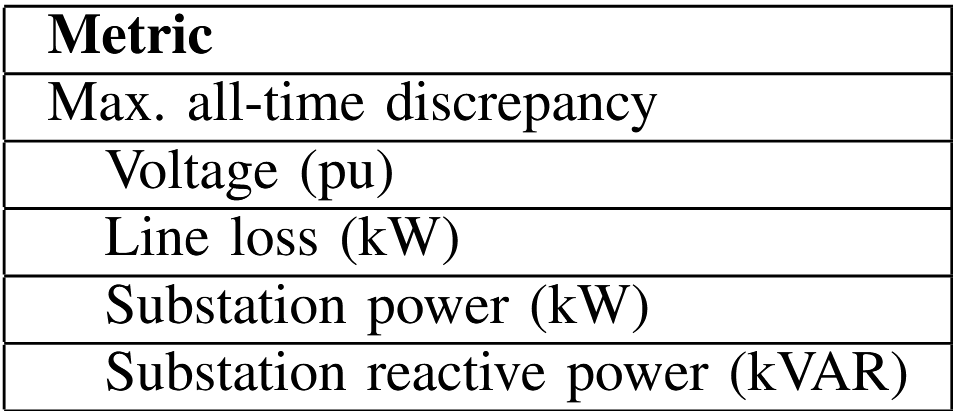 Metric
Max. all-time discrepancy
Voltage (pu)
Line loss (kW)
Substation power (kW)
Substation reactive power (kVAR)